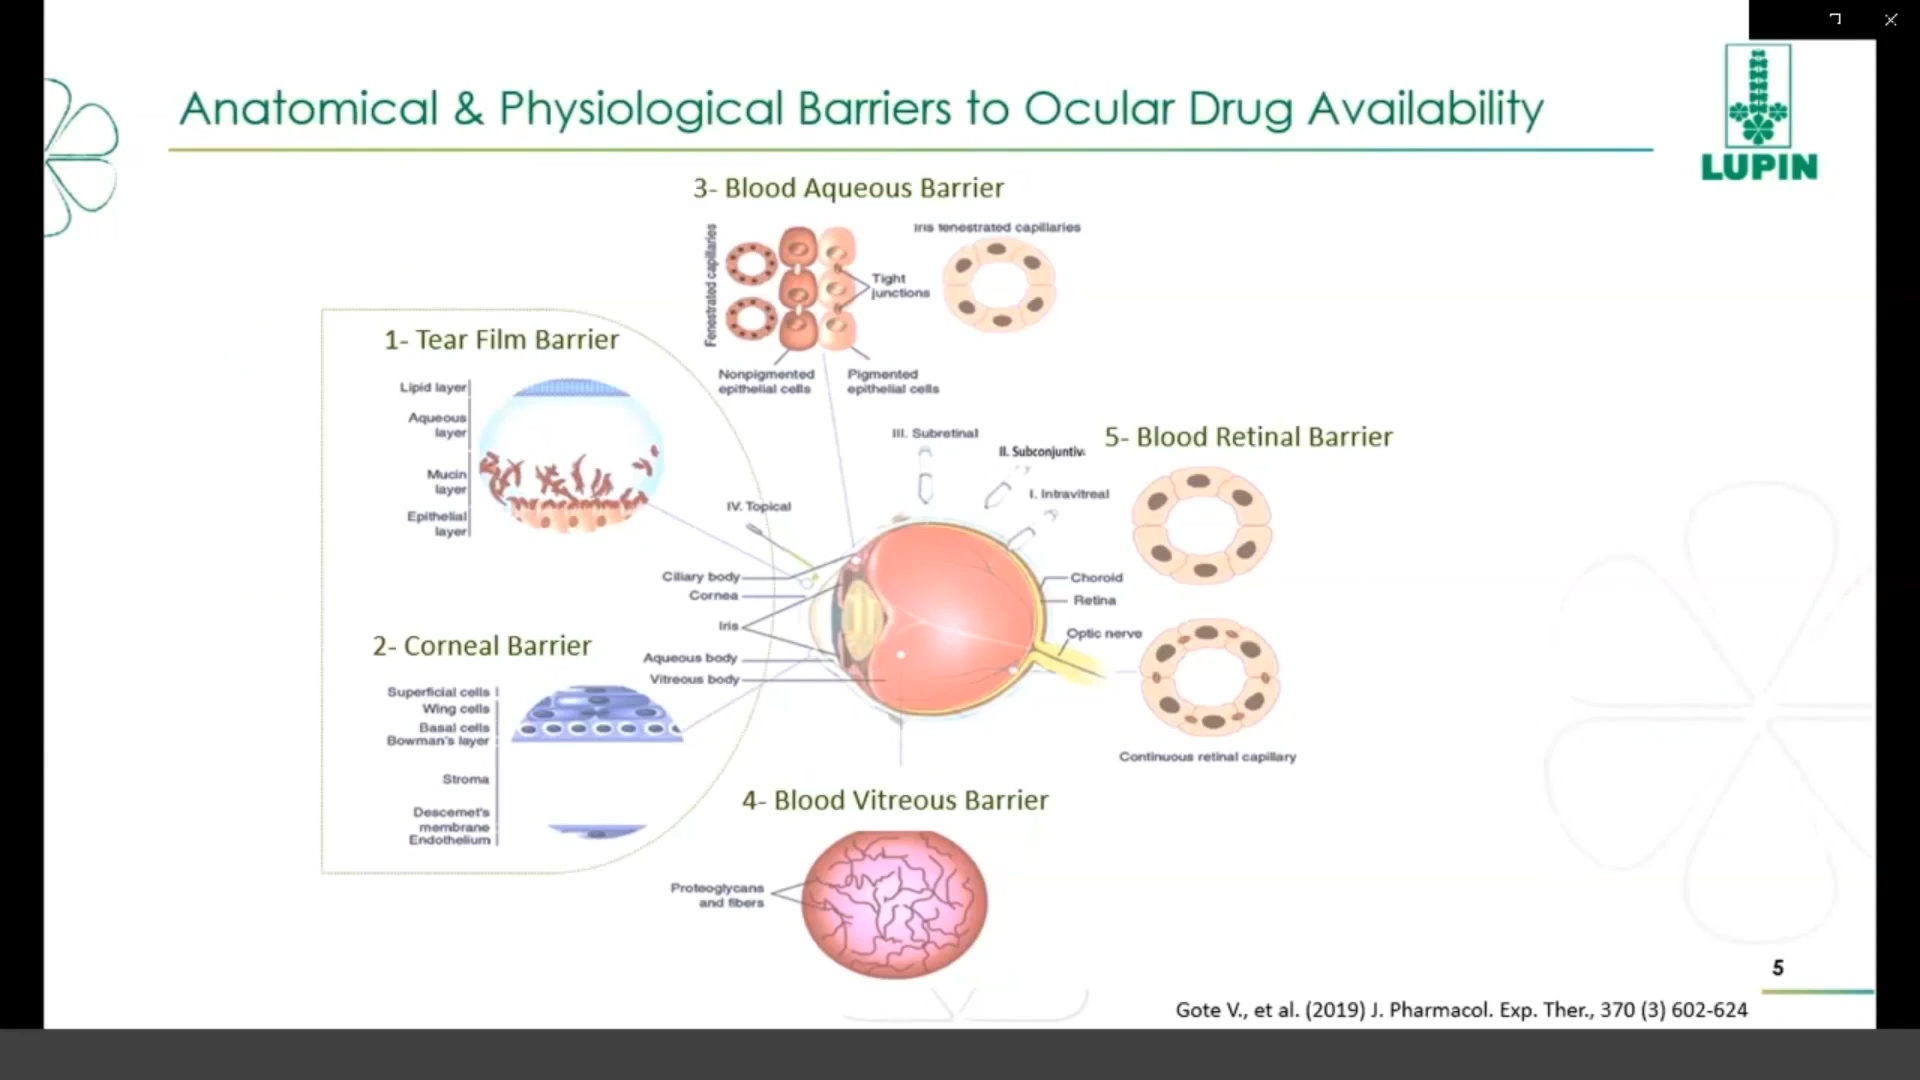 Anatomical & Physiological Barriers to Ocular Drug Availability
LUPIN
3- Blood Aqueous Barrier
Fenestrated capillaries
Iris fenestrated capillaries
Tight
junctions
Nonpigmented
epithelial cells
Pigmented
epithelial cells
1- Tear Film Barrier
Lipid layer
Aqueous
layer
Mucin
layer
Epithelial
layer
III. Subretinal
II. Subconjuntiv
I. Intravitreal
IV. Topical
5- Blood Retinal Barrier
Ciliary body
Cornea
Iris
Aqueous body
Vitreous body
Choroid
Retina
Optic nerve
Continuous retinal capillary
2- Corneal Barrier
Superficial cells
Wing cells
Basal cells
Bowman's layer
Stroma
Descemet's
membrane
Endothelium
4- Blood Vitreous Barrier
Proteoglycans
and fibers
5
Gote V., et al. (2019) J. Pharmacol. Exp. Ther., 370 (3) 602-624